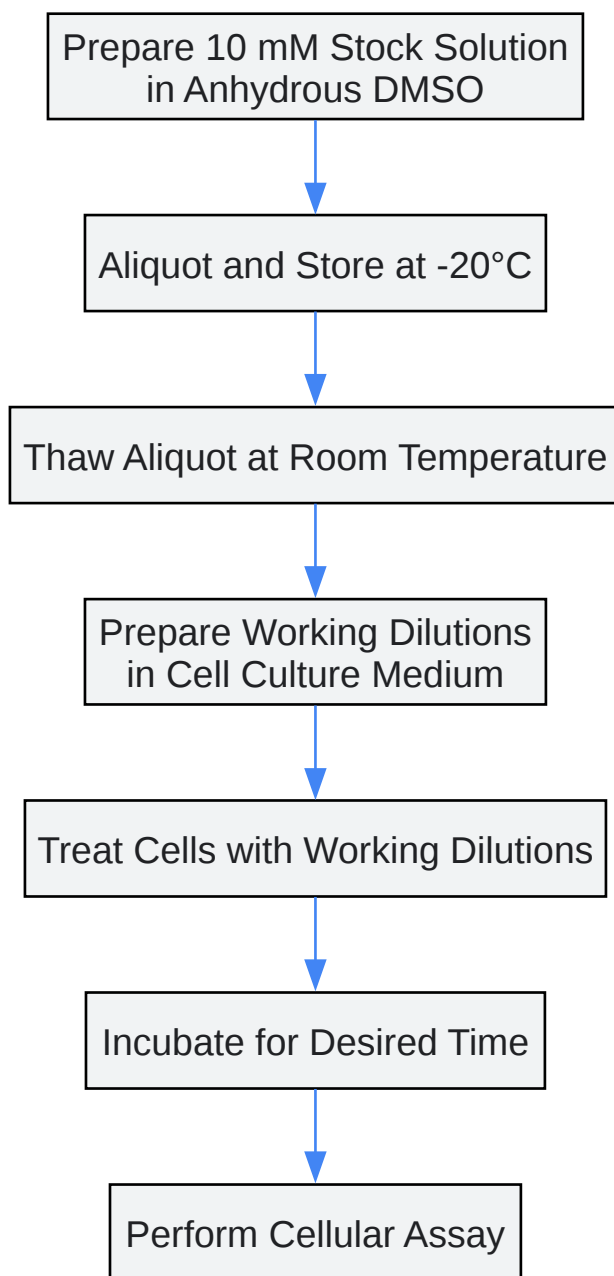 Prepare 10 mM Stock Solution
in Anhydrous DMSO
Aliquot and Store at -20°C
Thaw Aliquot at Room Temperature
Prepare Working Dilutions
in Cell Culture Medium
Treat Cells with Working Dilutions
Incubate for Desired Time
Perform Cellular Assay